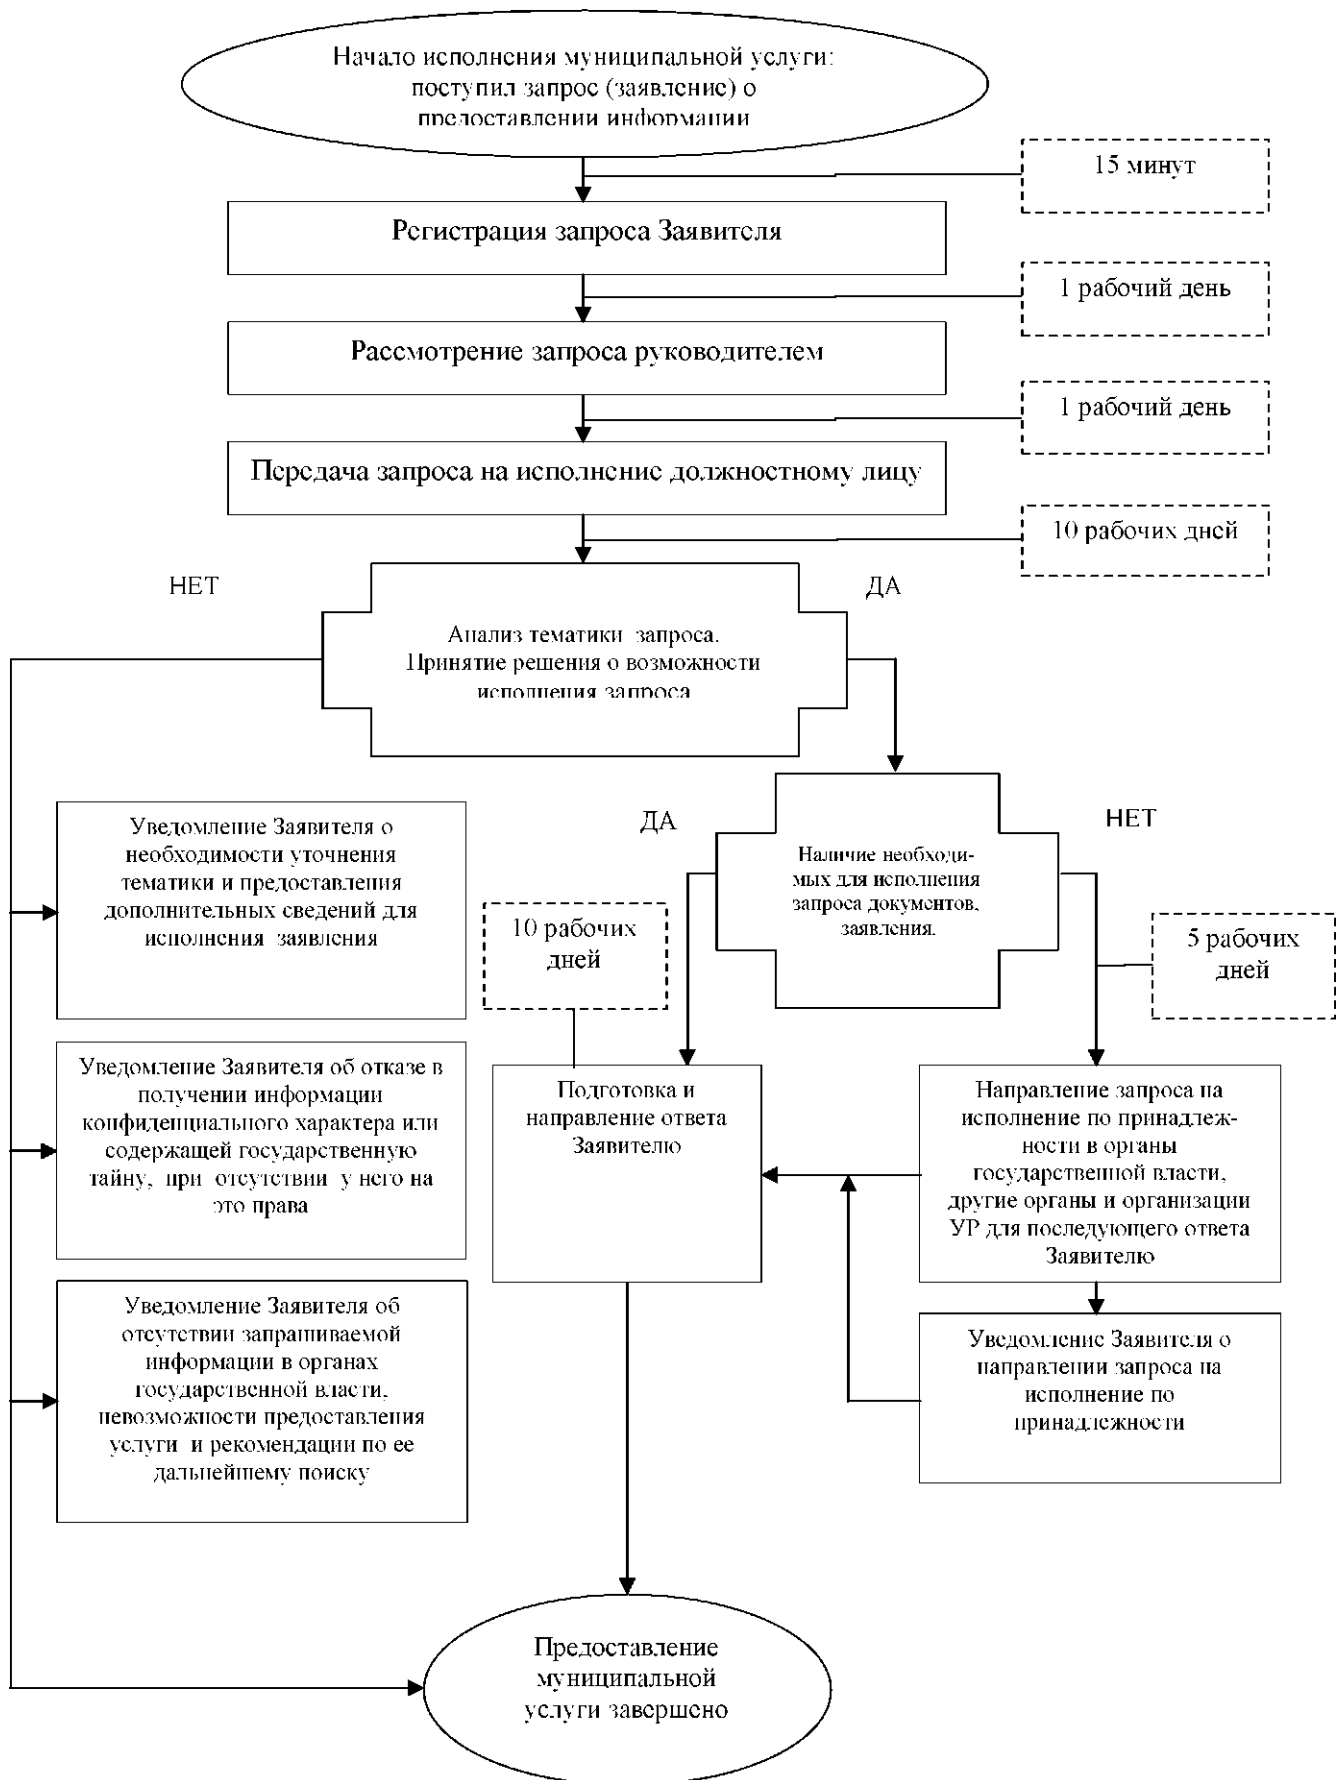 Начало исполнения муниципальной услуги:
поступил запрос (заявление) о
предоставлении информации
15 минут
Регистрация запроса Заявителя
1 рабочий день
Рассмотрение запроса руководителем
1 рабочий день
Передача запроса на исполнение должностному лицу
10 рабочих дней
НЕТ
ДА
Анализ тематики запроса.
Принятие решения о возможности
исполнения запроса
Уведомление Заявителя о
необходимости уточнения
тематики и предоставления
дополнительных сведений для
исполнения заявления
ДА
НЕТ
Наличие необходи-
мых для исполнения
запроса документов,
заявления.
10 рабочих
дней
5 рабочих
дней
Уведомление Заявителя об отказе в
получении информации
конфиденциального характера или
содержащей государственную
тайну, при отсутствии у него на
это права
Подготовка и
направление ответа
Заявителю
Направление запроса на
исполнение по принадлеж-
ности в органы
государственной власти,
другие органы и организации
УР для последующего ответа
Заявителю
Уведомление Заявителя об
отсутствии запрашиваемой
информации в органах
государственной власти,
невозможности предоставления
услуги и рекомендации по ее
дальнейшему поиску
Уведомление Заявителя о
направлении запроса на
исполнение по
принадлежности
Предоставление
муниципальной
услуги завершено